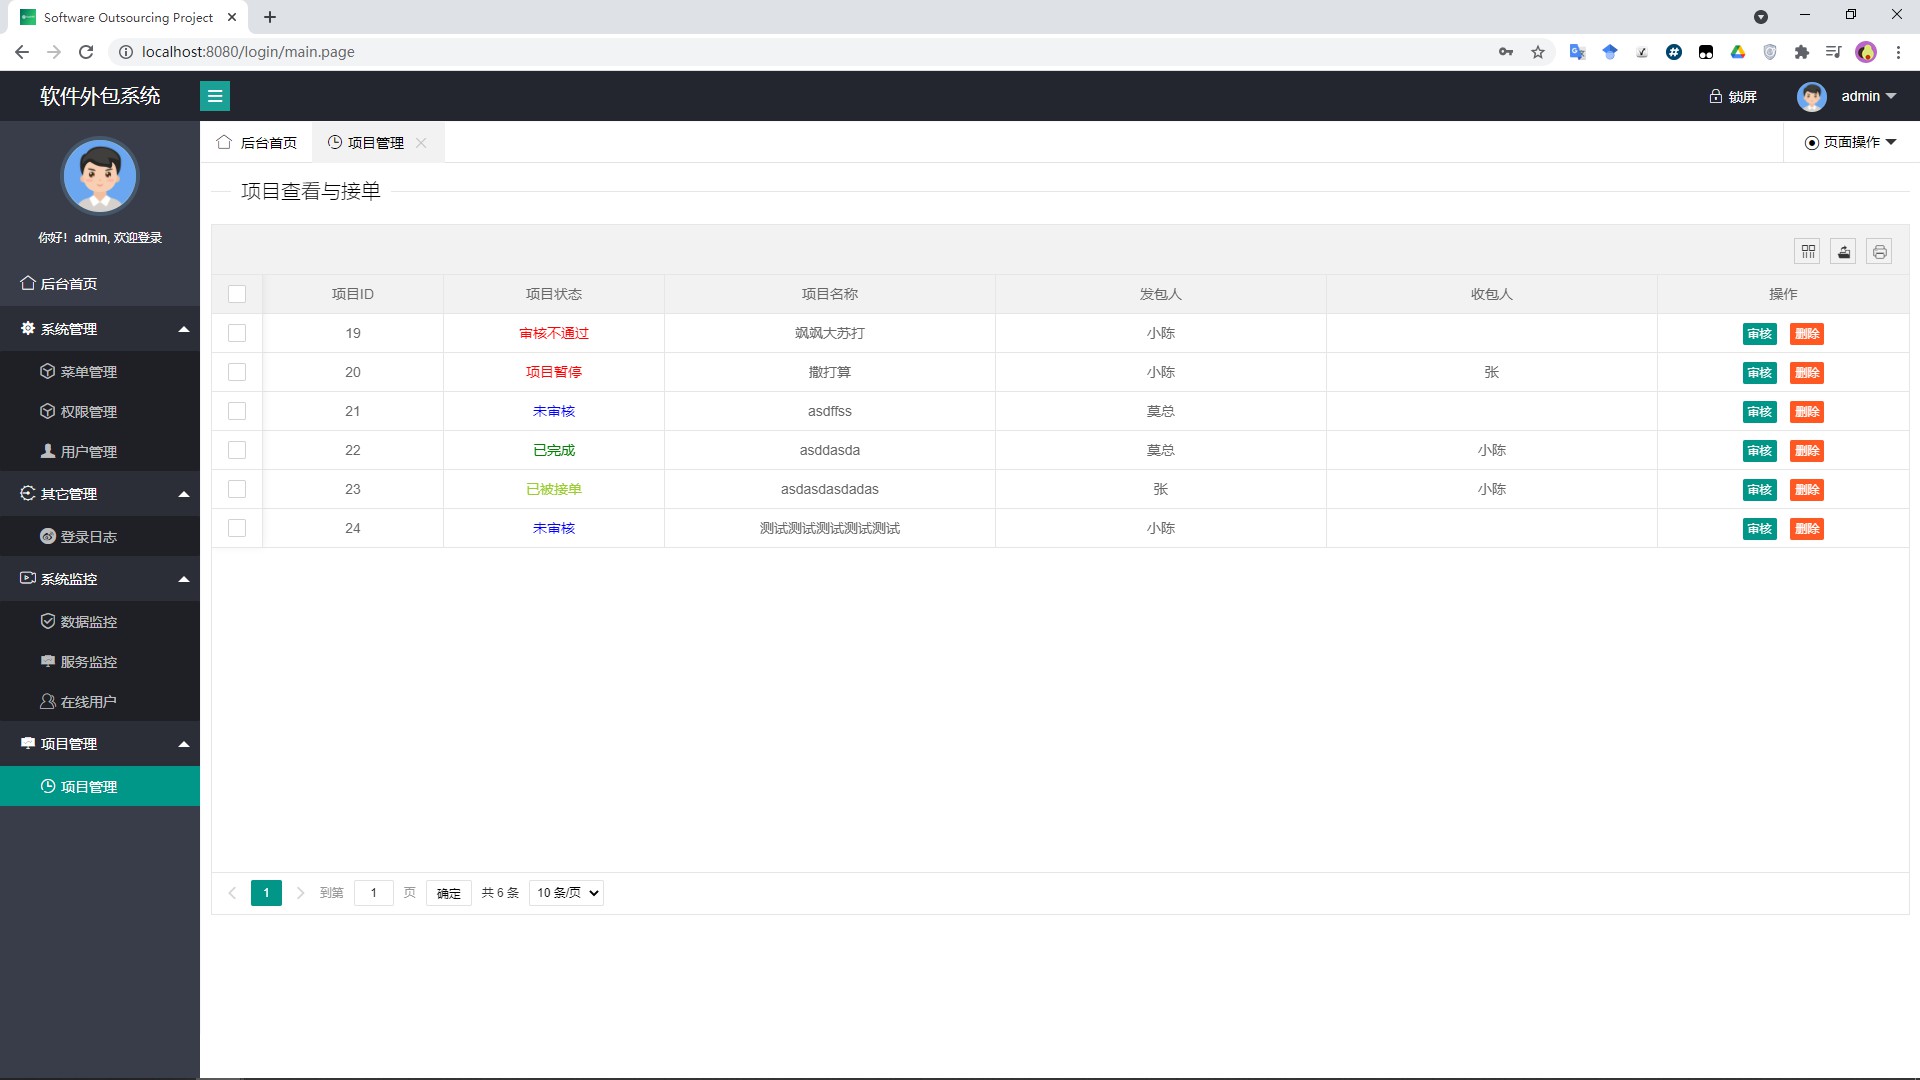 Software Outsourcing Project
localhost:8080/login/main.page
软件外包系统
锁屏
admin
你好！admin, 欢迎登录
后台首页
系统管理
菜单管理
权限管理
用户管理
其它管理
登录日志
系统监控
数据监控
服务监控
在线用户
项目管理
项目管理
后台首页 项目管理
页面操作
项目查看与接单
项目ID 项目状态 项目名称 发包人 收包人 操作
19 审核不通过 飒飒大苏打 小陈 审核 删除
20 项目暂停 撒打算 小陈 张 审核 删除
21 未审核 asdffss 莫总 审核 删除
22 已完成 asddasda 莫总 小陈 审核 删除
23 已被接单 asdasdasdadas 张 小陈 审核 删除
24 未审核 测试测试测试测试测试 小陈 审核 删除
1 到第 1 页 确定 共 6 条 10 条/页